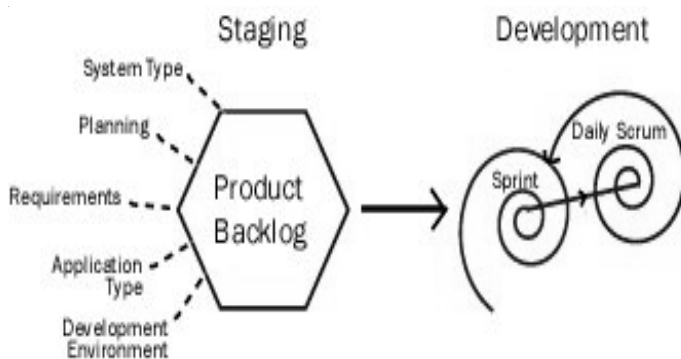 Staging
Development
System Type
Planning
Requirements
Application
Type
Development
Environment
Product
Backlog
Daily Scrum
Sprint